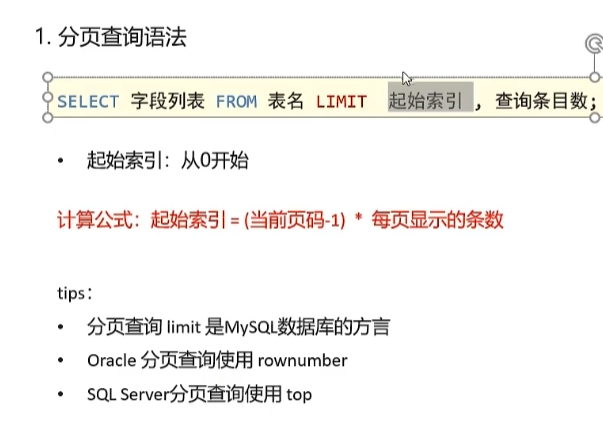 1. 分页查询语法
SELECT 字段列表 FROM 表名 LIMIT 起始索引 , 查询条目数;
• 起始索引：从0开始
计算公式：起始索引 = (当前页码-1) * 每页显示的条数
tips：
• 分页查询 limit 是MySQL数据库的方言
• Oracle 分页查询使用 rownumber
• SQL Server分页查询使用 top